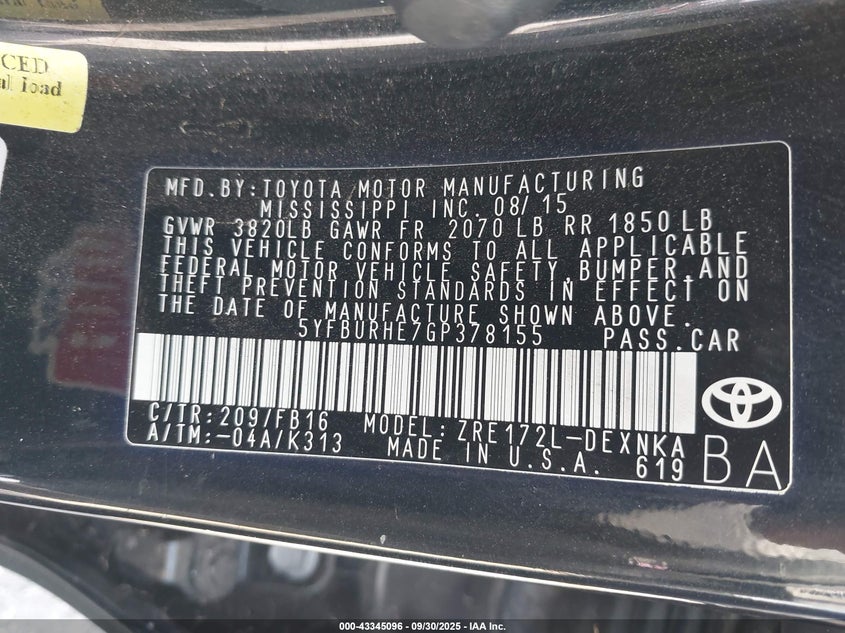 CED
al load
MFD.BY:TOYOTA MOTOR MANUFACTURING
MISSISSIPPI INC. 08/15
GVWR 3820LB GAWR FR 2070 LB RR 1850 LB
THIS VEHICLE CONFORMS TO ALL APPLICABLE
FEDERAL MOTOR VEHICLE SAFETY,BUMPER,AND
THEFT PREVENTION STANDARDS IN EFFECT ON
THE DATE OF MANUFACTURE SHOWN ABOVE.
5YFBURHE7GP378155 PASS.CAR
C/TR:209/FB16 MODEL: ZRE172L-DEXNKA
A/TM:-04A/K313 MADE IN U.S.A. 619
BA
000-43345096 - 09/30/2025 - IAA Inc.